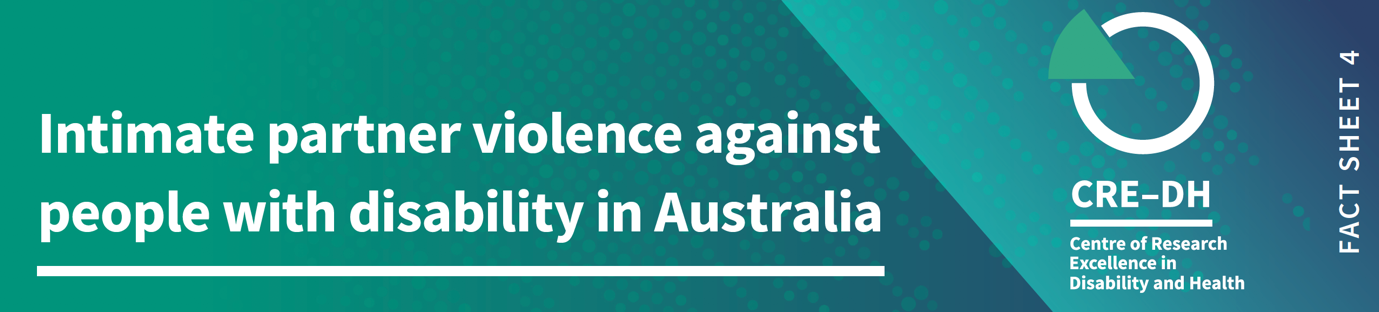 Intimate partner violence against
people with disability in Australia
CRE–DH
Centre of Research
Excellence in
Disability and Health
FACT SHEET 4